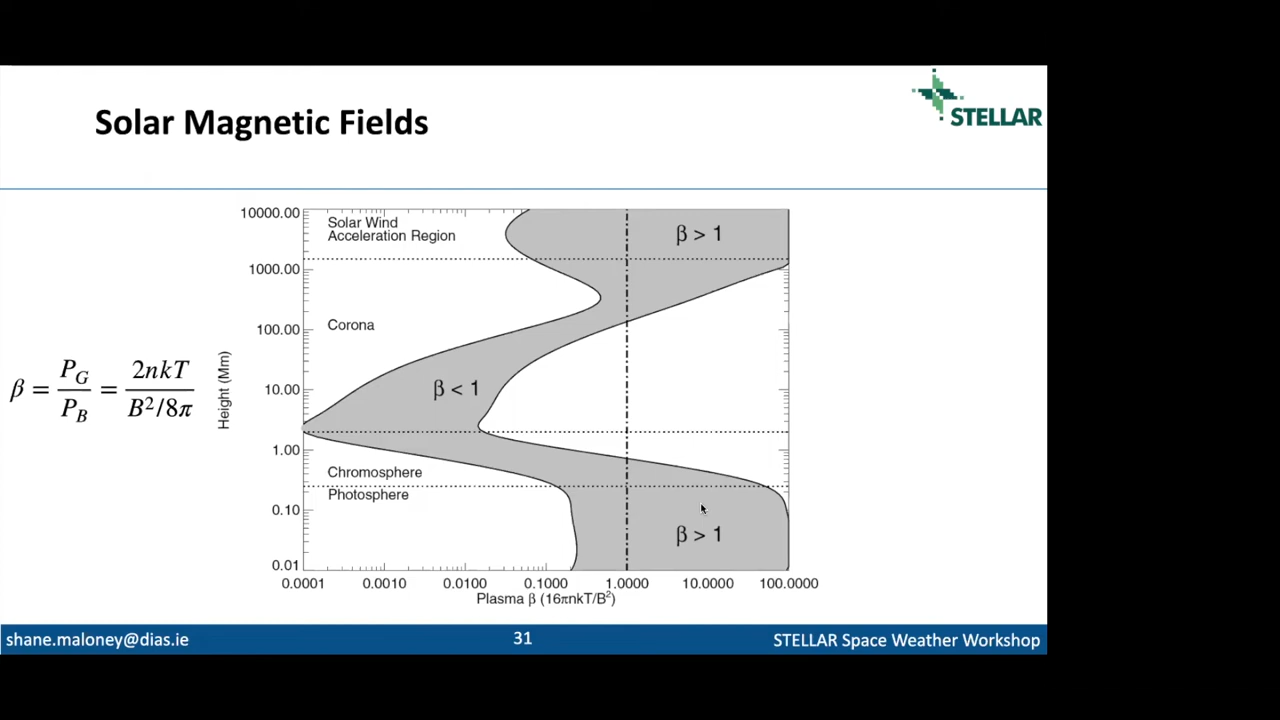 STELLAR
Solar Magnetic Fields
β = P_G / P_B = 2nkT / B²/8π
Height (Mm)
10000.00
1000.00
100.00
10.00
1.00
0.10
0.01
Solar Wind
Acceleration Region
β > 1
Corona
β < 1
Chromosphere
Photosphere
β > 1
0.0001 0.0010 0.0100 0.1000 1.0000 10.0000 100.0000
Plasma β (16πnkT/B²)
shane.maloney@dias.ie 31 STELLAR Space Weather Workshop